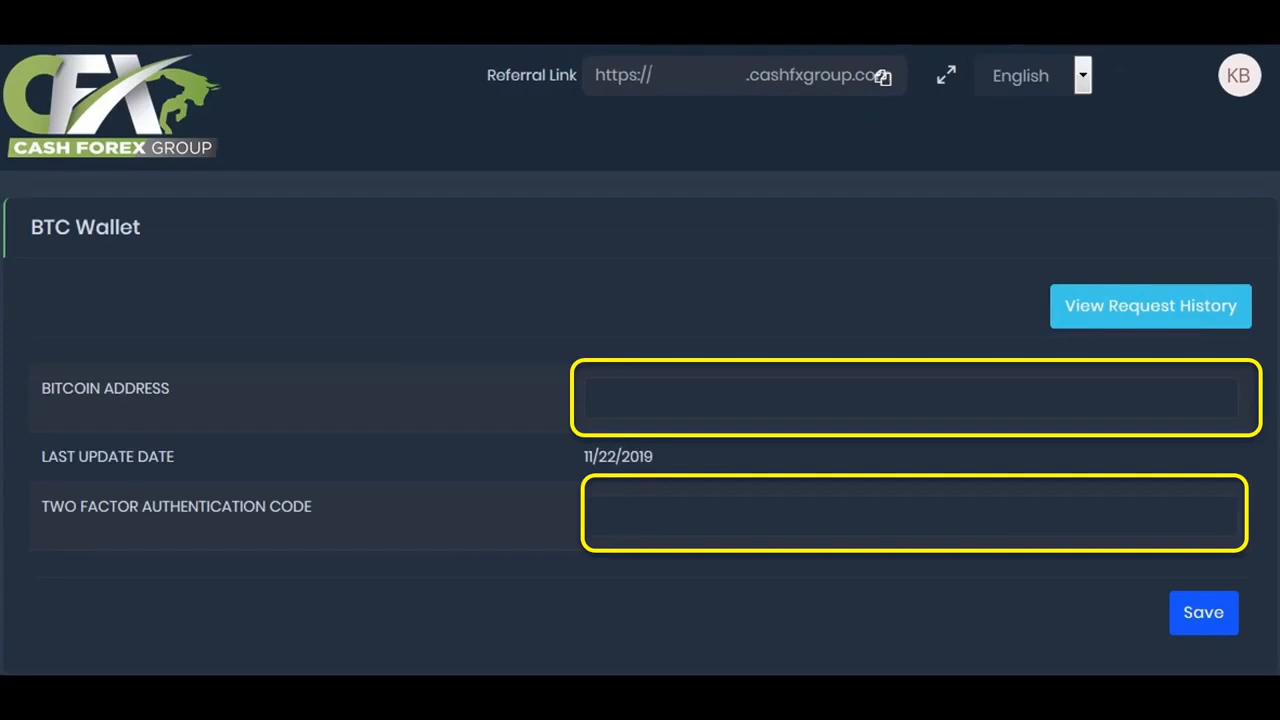 CFX
CASH FOREX GROUP
Referral Link https:// .cashfxgroup.co English KB
BTC Wallet
View Request History
BITCOIN ADDRESS
LAST UPDATE DATE 11/22/2019
TWO FACTOR AUTHENTICATION CODE
Save